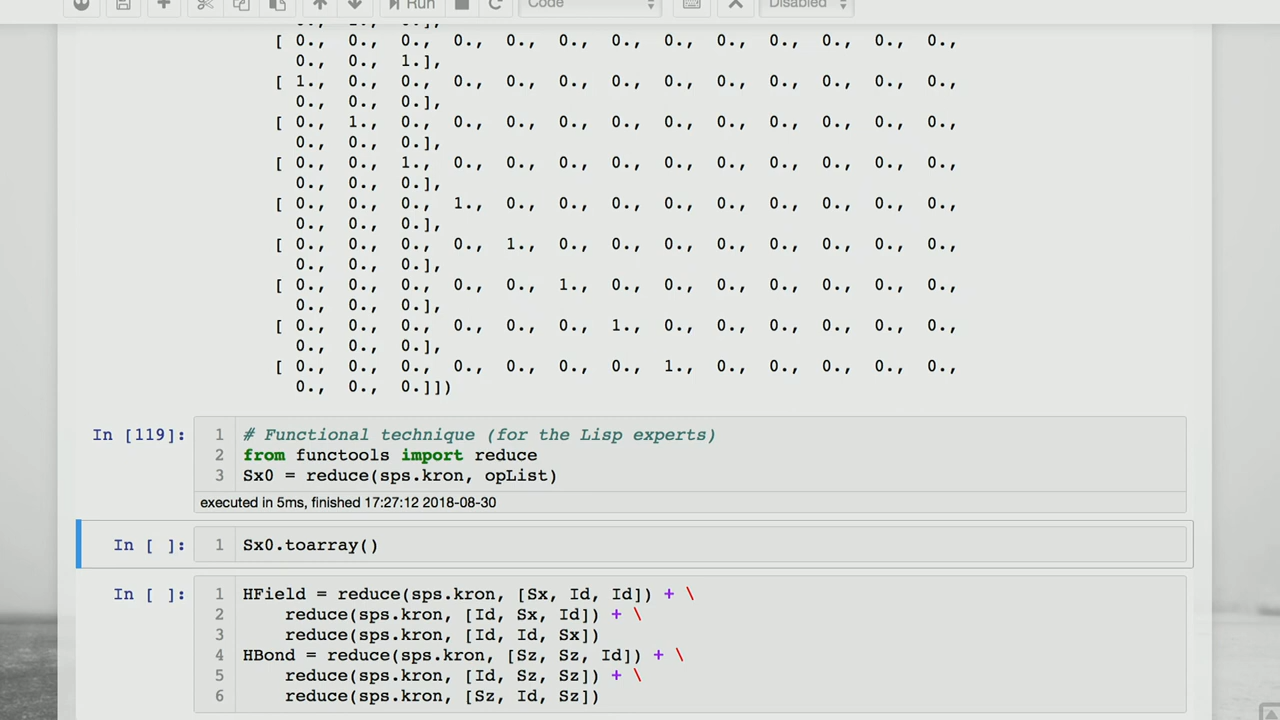 Run Code Disabled
[ 0., 0., 0., 0., 0., 0., 0., 0., 0., 0., 0., 0., 0.,
0., 0., 1.],
[ 1., 0., 0., 0., 0., 0., 0., 0., 0., 0., 0., 0., 0.,
0., 0., 0.],
[ 0., 1., 0., 0., 0., 0., 0., 0., 0., 0., 0., 0., 0.,
0., 0., 0.],
[ 0., 0., 1., 0., 0., 0., 0., 0., 0., 0., 0., 0., 0.,
0., 0., 0.],
[ 0., 0., 0., 1., 0., 0., 0., 0., 0., 0., 0., 0., 0.,
0., 0., 0.],
[ 0., 0., 0., 0., 1., 0., 0., 0., 0., 0., 0., 0., 0.,
0., 0., 0.],
[ 0., 0., 0., 0., 0., 1., 0., 0., 0., 0., 0., 0., 0.,
0., 0., 0.],
[ 0., 0., 0., 0., 0., 0., 1., 0., 0., 0., 0., 0., 0.,
0., 0., 0.],
[ 0., 0., 0., 0., 0., 0., 0., 1., 0., 0., 0., 0., 0.,
0., 0., 0.]])
In [119]: 1 # Functional technique (for the Lisp experts)
2 from functools import reduce
3 Sx0 = reduce(sps.kron, opList)
executed in 5ms, finished 17:27:12 2018-08-30
In [ ]: 1 Sx0.toarray()
In [ ]: 1 HField = reduce(sps.kron, [Sx, Id, Id]) + \
2 reduce(sps.kron, [Id, Sx, Id]) + \
3 reduce(sps.kron, [Id, Id, Sx])
4 HBond = reduce(sps.kron, [Sz, Sz, Id]) + \
5 reduce(sps.kron, [Id, Sz, Sz]) + \
6 reduce(sps.kron, [Sz, Id, Sz])